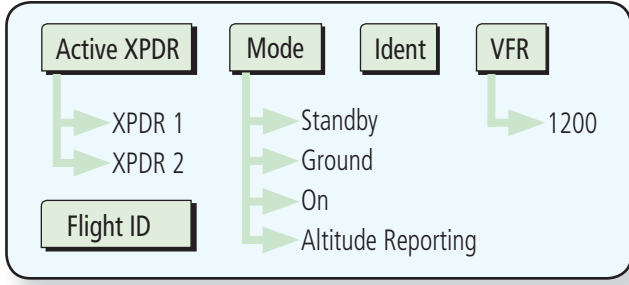 Active XPDR
XPDR 1
XPDR 2
Flight ID
Mode
Standby
Ground
On
Altitude Reporting
Ident
VFR
1200